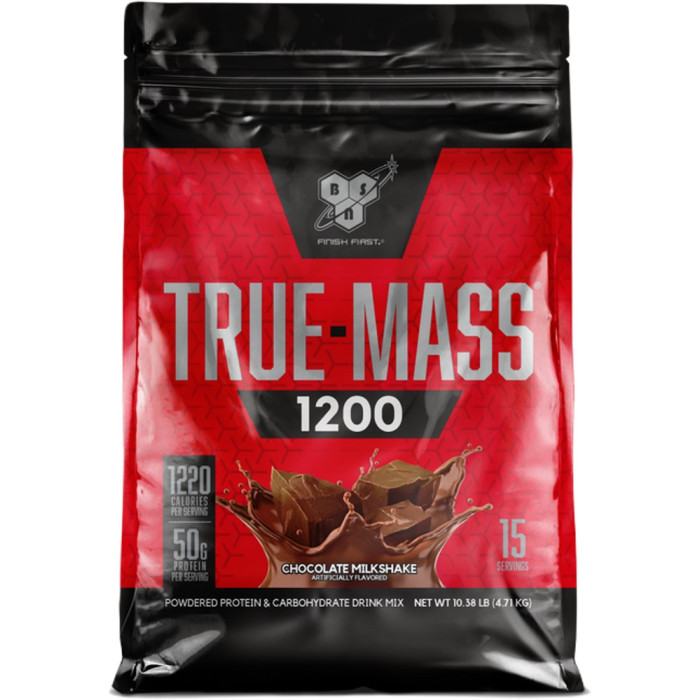 BSN
FINISH FIRST.®
TRUE-MASS®
1200
1220
CALORIES
PER SERVING
50G
PROTEIN
PER SERVING
15
SERVINGS
CHOCOLATE MILKSHAKE
ARTIFICIALLY FLAVORED
POWDERED PROTEIN & CARBOHYDRATE DRINK MIX NET WT 10.38 LB (4.71 KG)